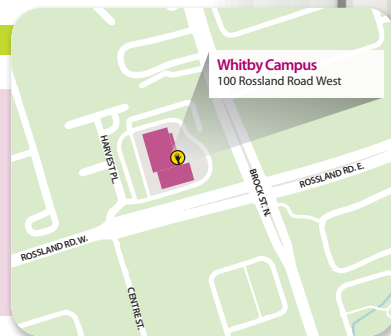 Whitby Campus
100 Rossland Road West
HARVEST PL.
BROCK ST. N.
ROSSLAND RD. E.
ROSSLAND RD. W.
CENTRE ST.